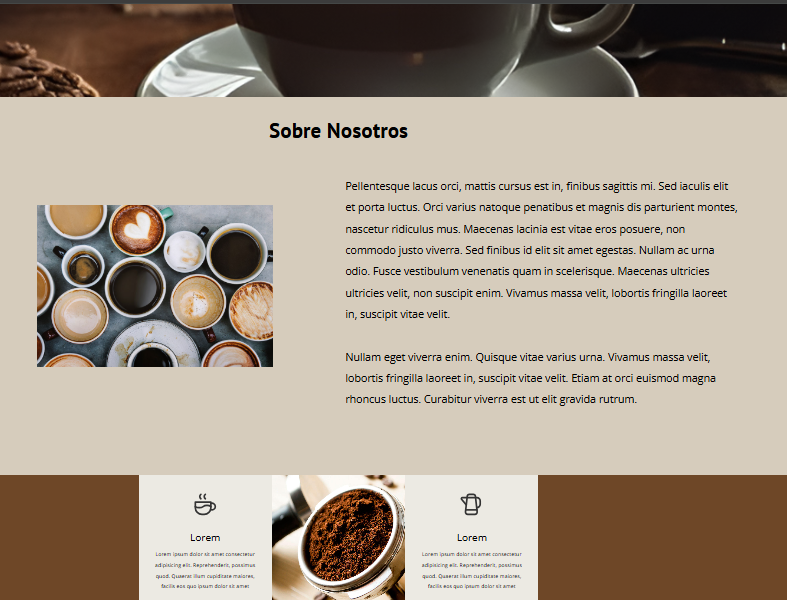 Sobre Nosotros
Pellentesque lacus orci, mattis cursus est in, finibus sagittis mi. Sed iaculis elit
et porta luctus. Orci varius natoque penatibus et magnis dis parturient montes,
nascetur ridiculus mus. Maecenas lacinia est vitae eros posuere, non
commodo justo viverra. Sed finibus id elit sit amet egestas. Nullam ac urna
odio. Fusce vestibulum venenatis quam in scelerisque. Maecenas ultricies
ultricies velit, non suscipit enim. Vivamus massa velit, lobortis fringilla laoreet
in, suscipit vitae velit.
Nullam eget viverra enim. Quisque vitae varius urna. Vivamus massa velit,
lobortis fringilla laoreet in, suscipit vitae velit. Etiam at orci euismod magna
rhoncus luctus. Curabitur viverra est ut elit gravida rutrum.
Lorem
Lorem ipsum dolor sit amet consectetur
adipisicing elit. Reprehenderit, possimus
quod. Quaerat illum cupiditate maiores,
facilis eos quo ipsum dolor sit amet
Lorem
Lorem ipsum dolor sit amet consectetur
adipisicing elit. Reprehenderit, possimus
quod. Quaerat illum cupiditate maiores,
facilis eos quo ipsum dolor sit amet